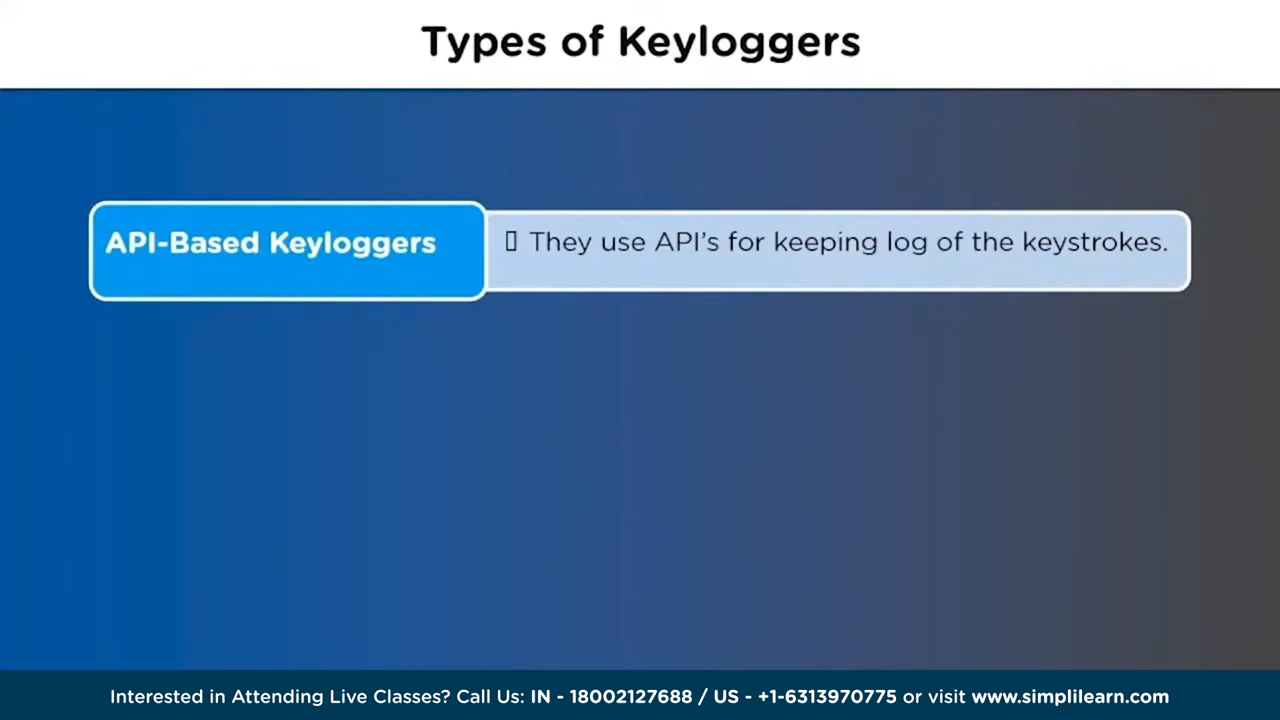 Types of Keyloggers
API-Based Keyloggers
▯ They use API’s for keeping log of the keystrokes.
Interested in Attending Live Classes? Call Us: IN - 18002127688 / US - +1-6313970775 or visit www.simplilearn.com